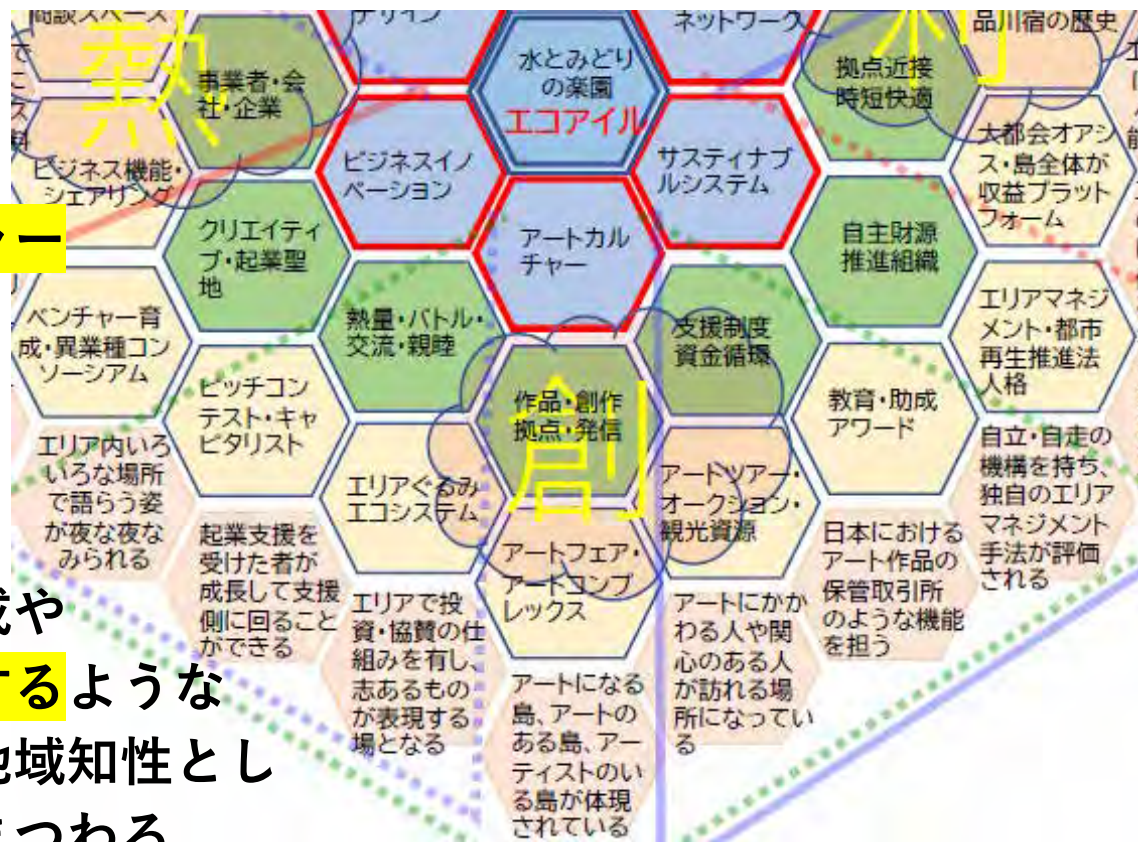 商談スペース
デザイン
ネットワーク
品川宿の歴史
熱
利
水とみどり
の楽園
エコアイル
事業者・会
社・企業
拠点近接
時短快適
ビジネス機能・
シェアリング
ビジネスイノ
ベーション
サスティナブ
ルシステム
大都会オアシ
ス・島全体が
収益プラット
フォーム
クリエイティ
ブ・起業聖
地
アートカル
チャー
自主財源
推進組織
ベンチャー育
成・異業種コン
ソーシアム
熱量・バトル・
交流・親睦
支援制度
資金循環
エリアマネジ
メント・都市
再生推進法
人格
ピッチコン
テスト・キャ
ピタリスト
作品・創作
拠点・発信
創
教育・助成
アワード
エリア内いろ
いろな場所
で語らう姿
が夜な夜な
みられる
エリアぐるみ
エコシステム
アートツアー・
オークション・
観光資源
自立・自走の
機構を持ち、
独自のエリア
マネジメント
手法が評価
される
起業支援を
受けた者が
成長して支援
側に回ること
ができる
アートフェア・
アートコンプ
レックス
日本における
アート作品の
保管取引所
のような機能
を担う
エリアで投
資・協賛の仕
組みを有し、
志あるもの
が表現する
場となる
アートにかか
わる人や関
心のある人
が訪れる場
所になってい
る
アートになる
島、アートの
ある島、アー
ティストのい
る島が体現
されている
ー
や
するような
地域知性とし
まつわる